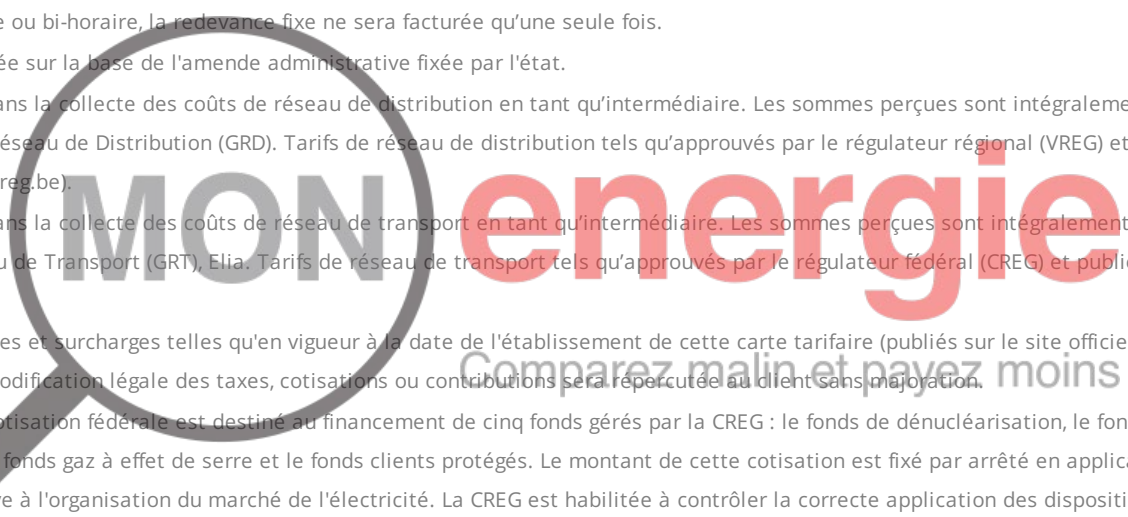 e ou bi-horaire, la redevance fixe ne sera facturée qu’une seule fois.
ée sur la base de l'amende administrative fixée par l'état.
ans la collecte des coûts de réseau de distribution en tant qu’intermédiaire. Les sommes perçues sont intégraleme
éseau de Distribution (GRD). Tarifs de réseau de distribution tels qu’approuvés par le régulateur régional (VREG) et
reg.be).
MON energie
ans la collecte des coûts de réseau de transport en tant qu’intermédiaire. Les sommes perçues sont intégralement
u de Transport (GRT), Elia. Tarifs de réseau de transport tels qu’approuvés par le régulateur fédéral (CREG) et publi
es et surcharges telles qu'en vigueur à la date de l'établissement de cette carte tarifaire (publiés sur le site officie
Comparez malin et payez moins
odification légale des taxes, cotisations ou contributions sera répercutée au client sans majoration.
otisation fédérale est destiné au financement de cinq fonds gérés par la CREG : le fonds de dénucléarisation, le fon
fonds gaz à effet de serre et le fonds clients protégés. Le montant de cette cotisation est fixé par arrêté en applica
ve à l'organisation du marché de l'électricité. La CREG est habilitée à contrôler la correcte application des dispositi